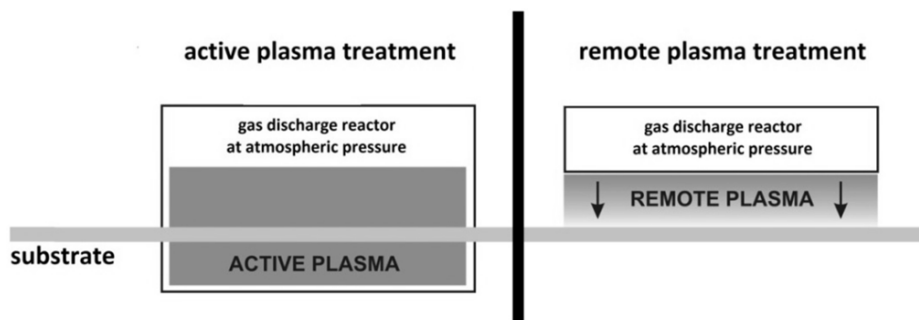 active plasma treatment
gas discharge reactor
at atmospheric pressure
ACTIVE PLASMA
substrate
remote plasma treatment
gas discharge reactor
at atmospheric pressure
REMOTE PLASMA